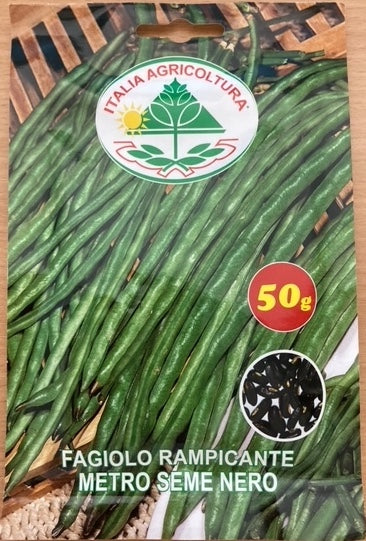 ITALIA AGRICOLTURA
50g
FAGIOLO RAMPICANTE
METRO SEME NERO